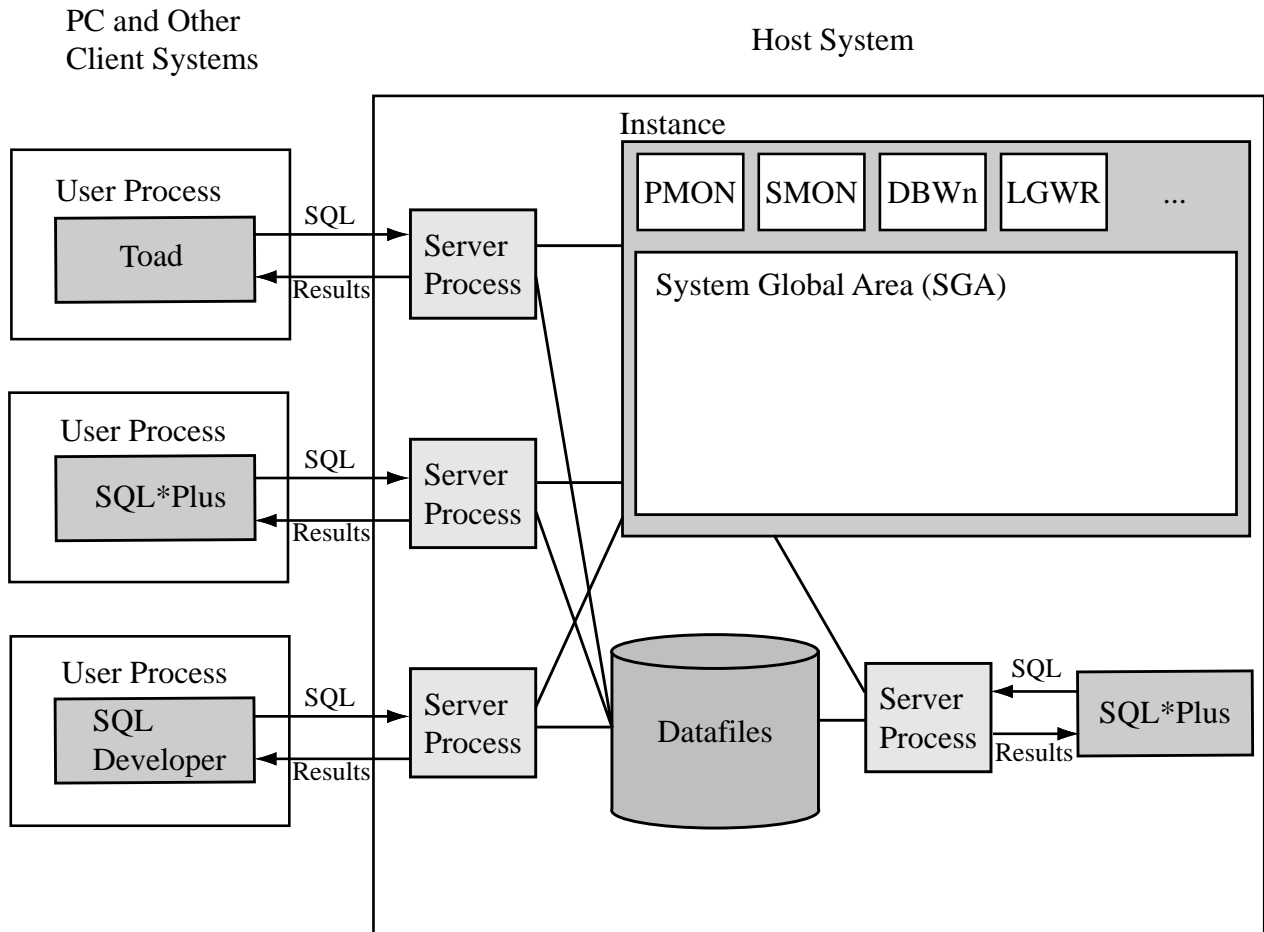 PC and Other
Client Systems
Host System
Instance
PMON
SMON
DBWn
LGWR
...
System Global Area (SGA)
User Process
Toad
SQL
Results
Server
Process
User Process
SQL*Plus
SQL
Results
Server
Process
User Process
SQL
Developer
SQL
Results
Server
Process
Datafiles
Server
Process
SQL
Results
SQL*Plus